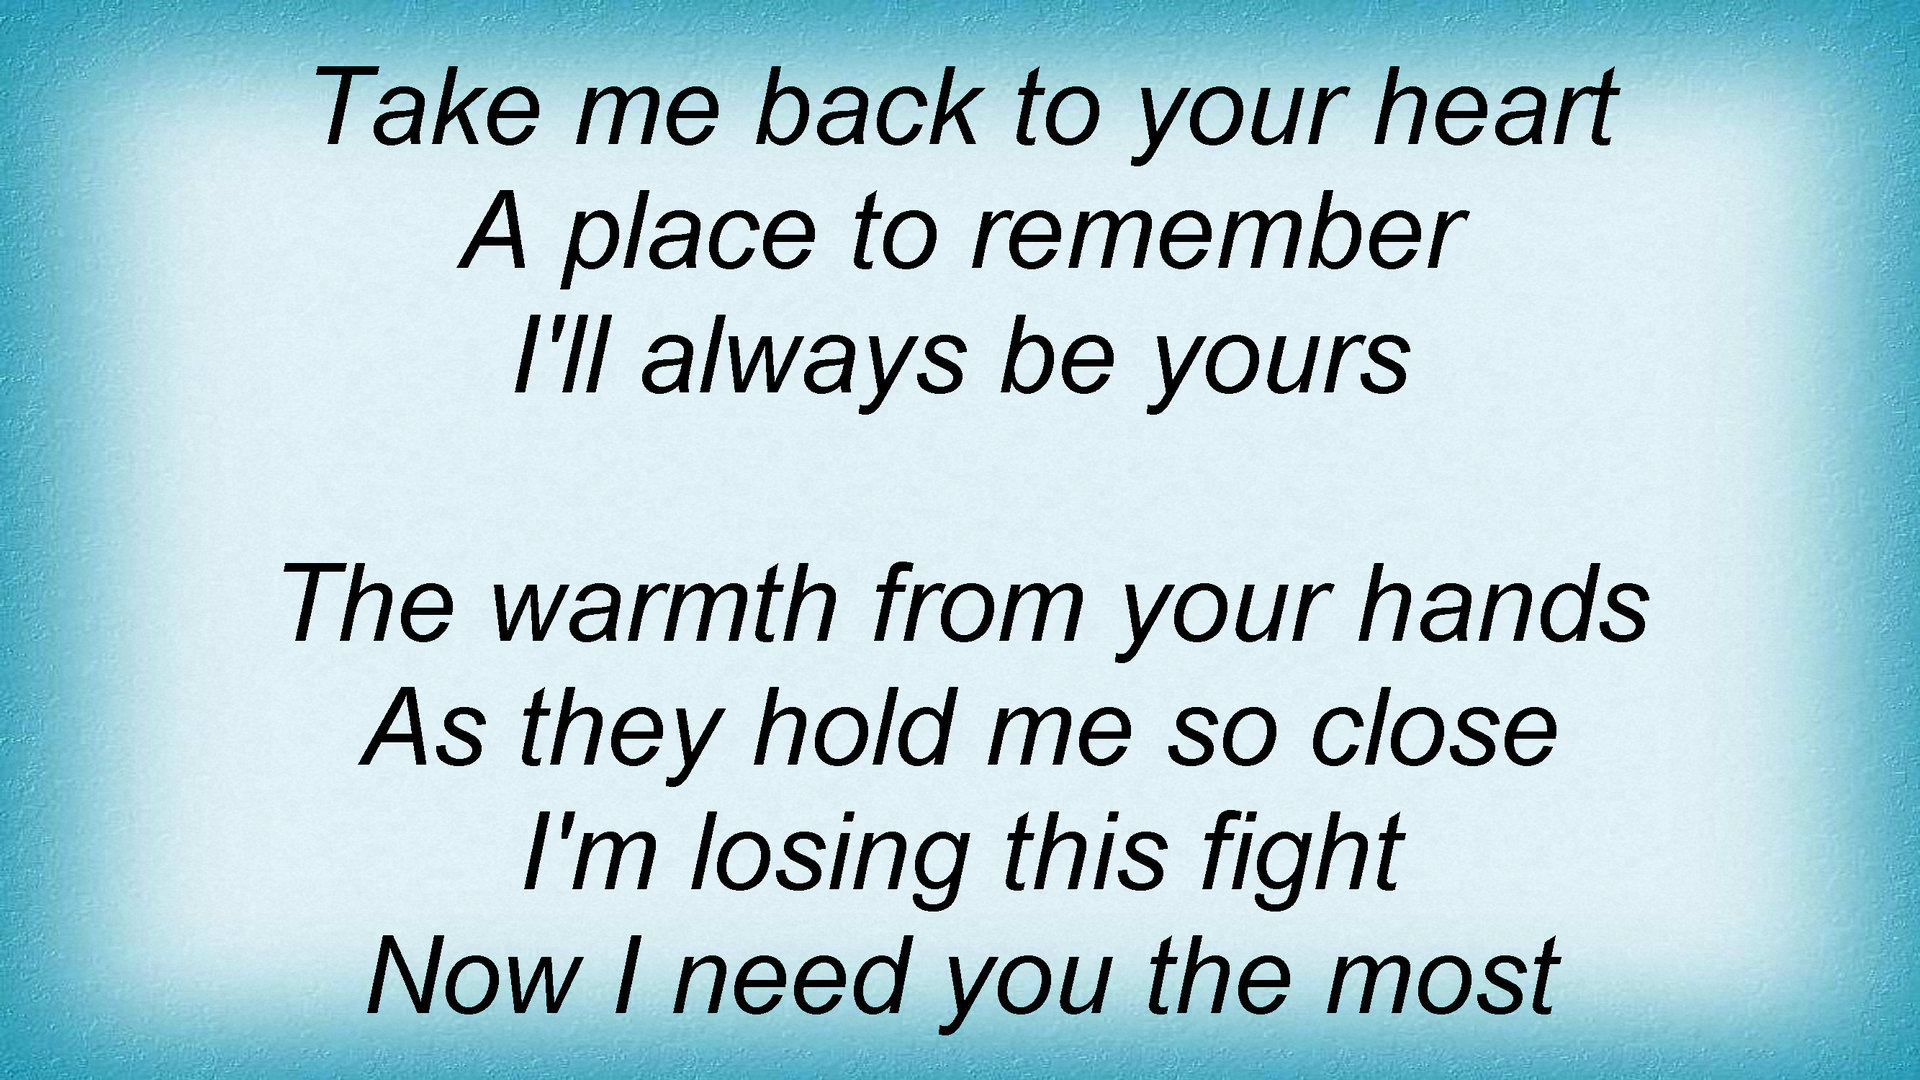 Take me back to your heart
A place to remember
I'll always be yours
The warmth from your hands
As they hold me so close
I'm losing this fight
Now I need you the most